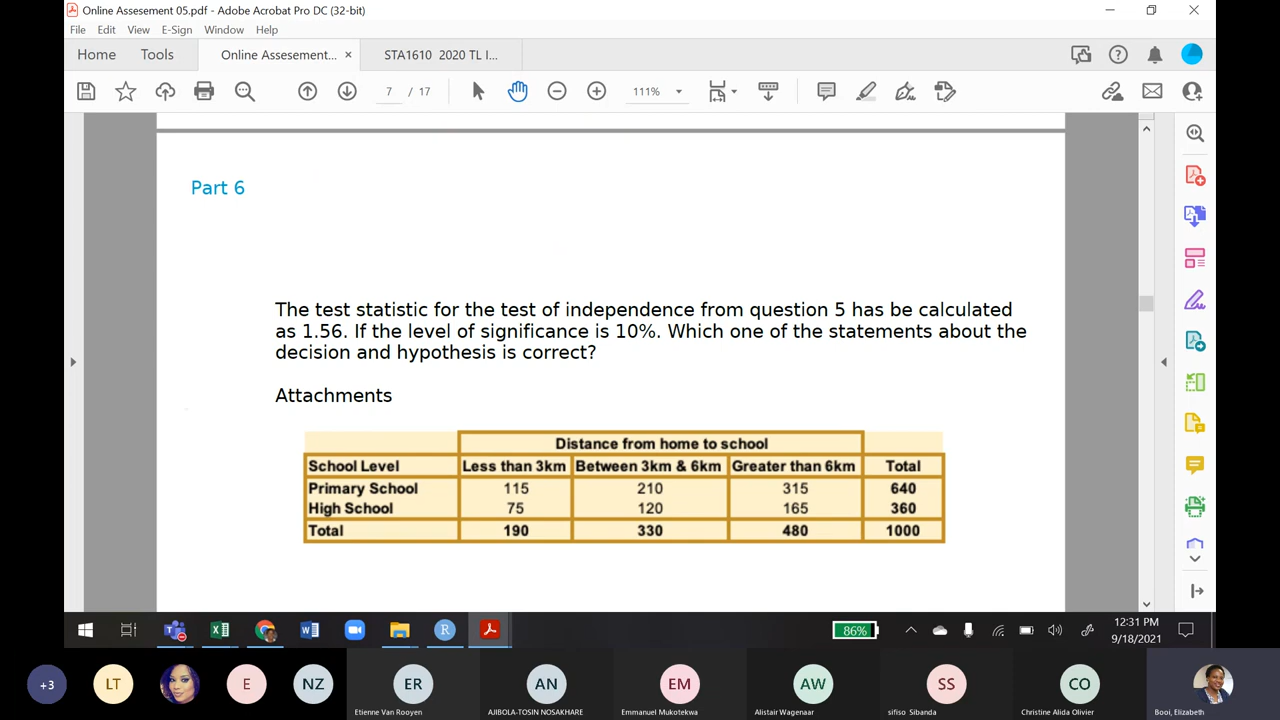 Online Assesement 05.pdf - Adobe Acrobat Pro DC (32-bit)
File Edit View E-Sign Window Help
Home Tools Online Assesement... × STA1610 2020 TL I...
7 / 17 111%
Part 6
The test statistic for the test of independence from question 5 has be calculated
as 1.56. If the level of significance is 10%. Which one of the statements about the
decision and hypothesis is correct?
Attachments
Distance from home to school
School Level Less than 3km Between 3km & 6km Greater than 6km Total
Primary School 115 210 315 640
High School 75 120 165 360
Total 190 330 480 1000
86% 12:31 PM
9/18/2021
+3 LT E NZ ER AN EM AW SS CO
Etienne Van Rooyen AJIBOLA-TOSIN NOSAKHARE Emmanuel Mukotekwa Alistair Wagenaar sifiso Sibanda Christine Alida Olivier Booi, Elizabeth